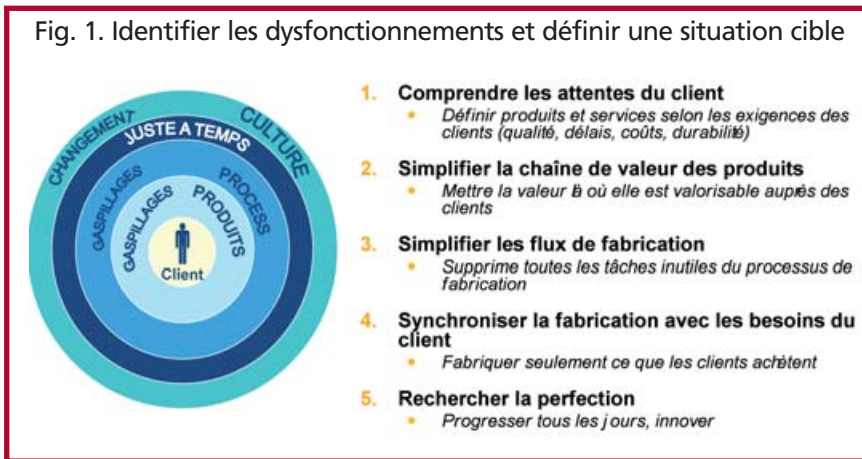 Fig. 1. Identifier les dysfonctionnements et définir une situation cible
CHANGEMENT
CULTURE
JUSTE A TEMPS
GASPILLAGES
PROCESS
GASPILLAGES
PRODUITS
Client
1. Comprendre les attentes du client
• Définir produits et services selon les exigences des
clients (qualité, délais, coûts, durabilité)
2. Simplifier la chaîne de valeur des produits
• Mettre la valeur là où elle est valorisable auprès des
clients
3. Simplifier les flux de fabrication
• Supprime toutes les tâches inutiles du processus de
fabrication
4. Synchroniser la fabrication avec les besoins du
client
• Fabriquer seulement ce que les clients achètent
5. Rechercher la perfection
• Progresser tous les jours, innover